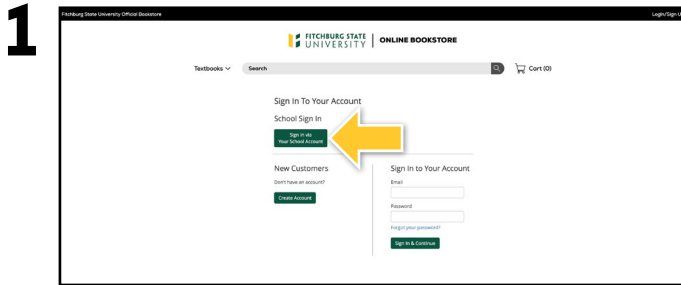 1
Fitchburg State University Official Bookstore
Login/Sign U
FITCHBURG STATE
UNIVERSITY
ONLINE BOOKSTORE
Textbooks
Search
Cart (0)
Sign In To Your Account
School Sign In
Sign in via
Your School Account
New Customers
Don't have an account?
Create Account
Sign In to Your Account
Email
Password
Forgot your password?
Sign In & Continue